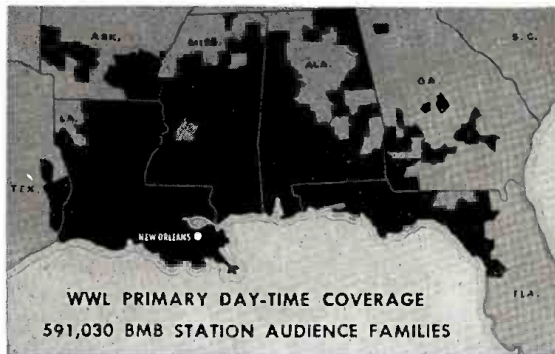 ARK.
MISS.
ALA.
GA.
S. C.
LA.
TEX.
NEW ORLEANS
FLA.
WWL PRIMARY DAY-TIME COVERAGE
591,030 BMB STATION AUDIENCE FAMILIES